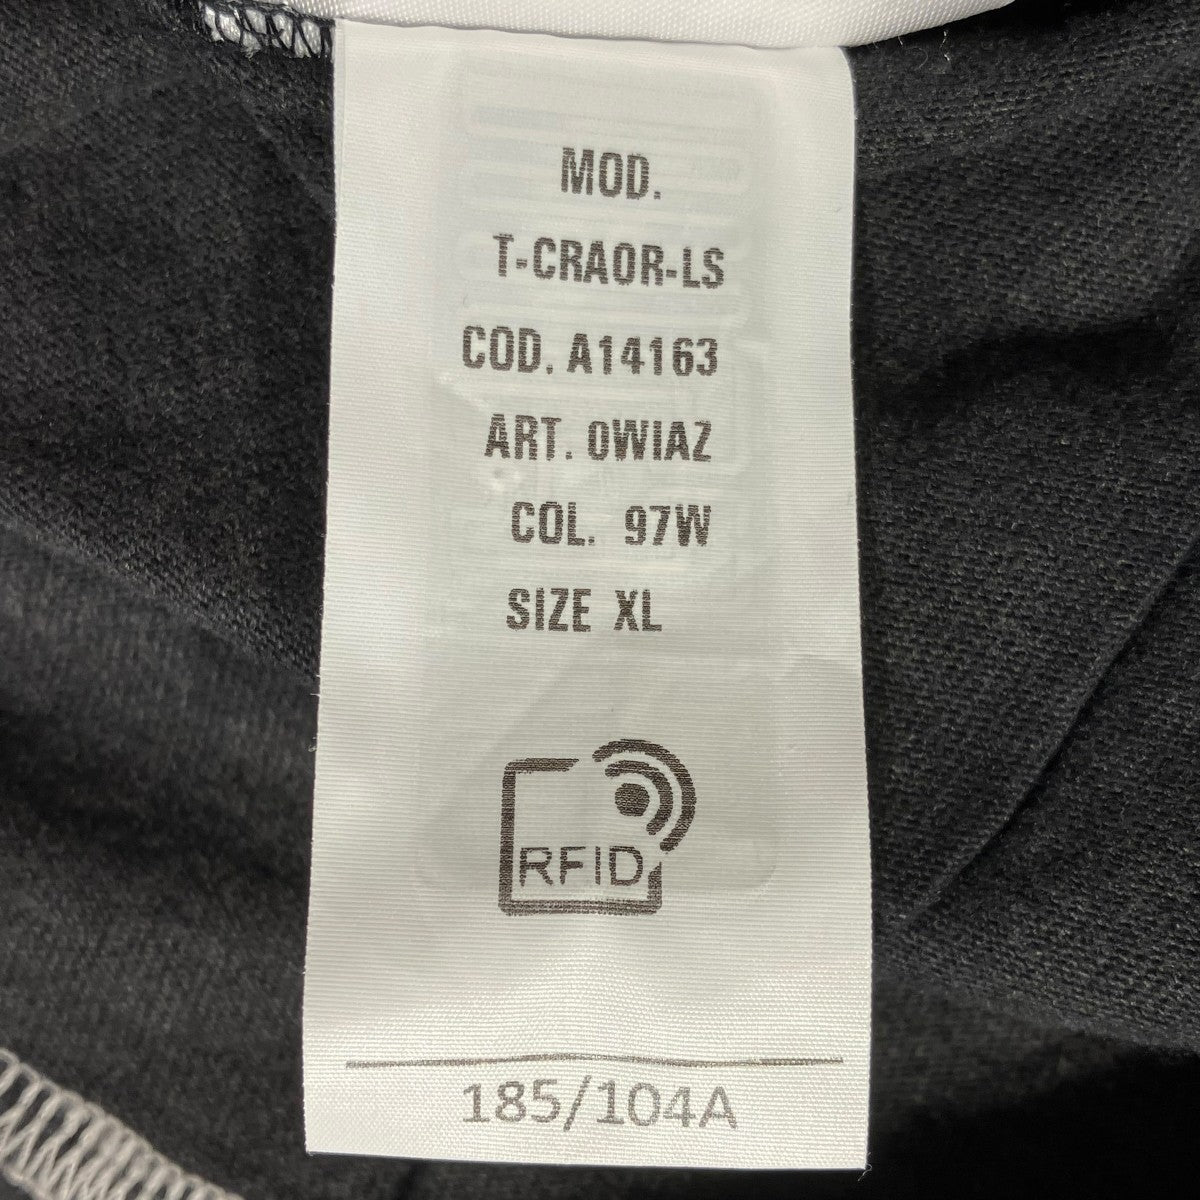 MOD.
T-CRAOR-LS
COD. A14163
ART. 0WIAZ
COL. 97W
SIZE XL
RFID
185/104A